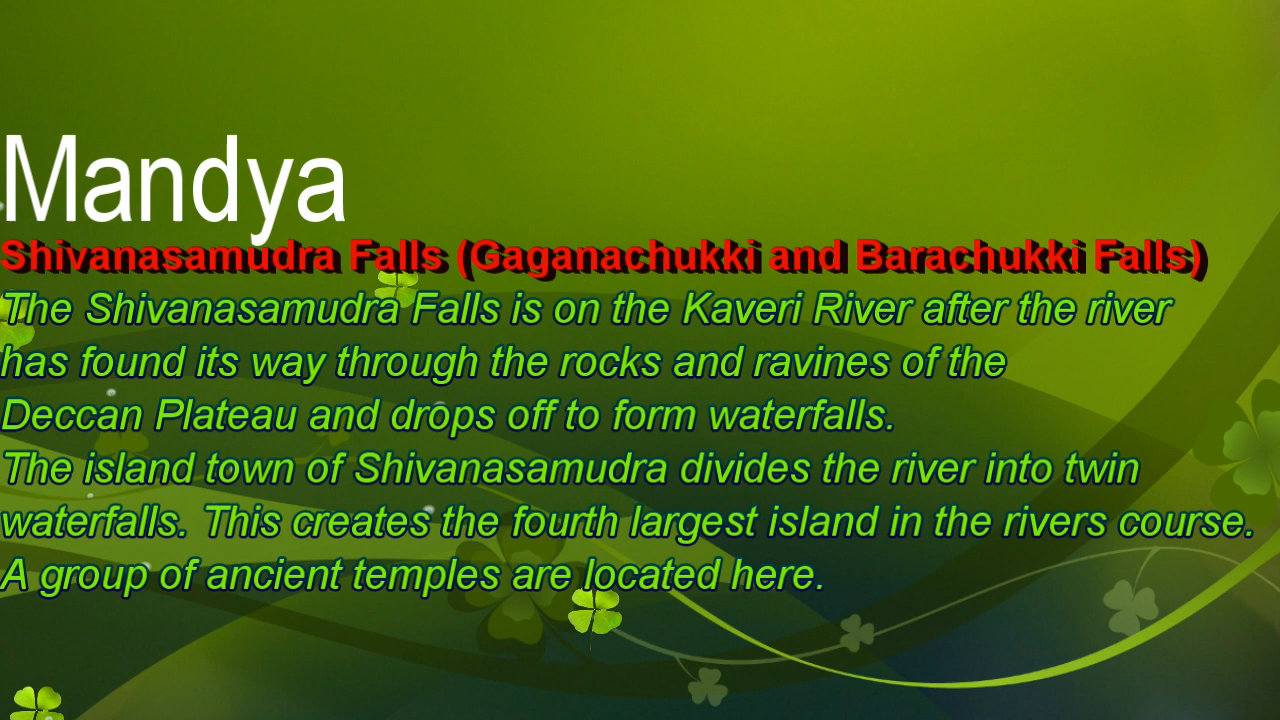 Mandya
Shivanasamudra Falls (Gaganachukki and Barachukki Falls)
The Shivanasamudra Falls is on the Kaveri River after the river
has found its way through the rocks and ravines of the
Deccan Plateau and drops off to form waterfalls.
The island town of Shivanasamudra divides the river into twin
waterfalls. This creates the fourth largest island in the rivers course.
A group of ancient temples are located here.